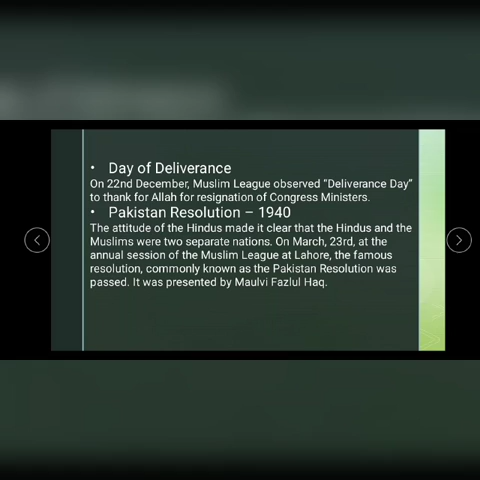 • Day of Deliverance
On 22nd December, Muslim League observed “Deliverance Day”
to thank for Allah for resignation of Congress Ministers.
• Pakistan Resolution – 1940
The attitude of the Hindus made it clear that the Hindus and the
Muslims were two separate nations. On March, 23rd, at the
annual session of the Muslim League at Lahore, the famous
resolution, commonly known as the Pakistan Resolution was
passed. It was presented by Maulvi Fazlul Haq.